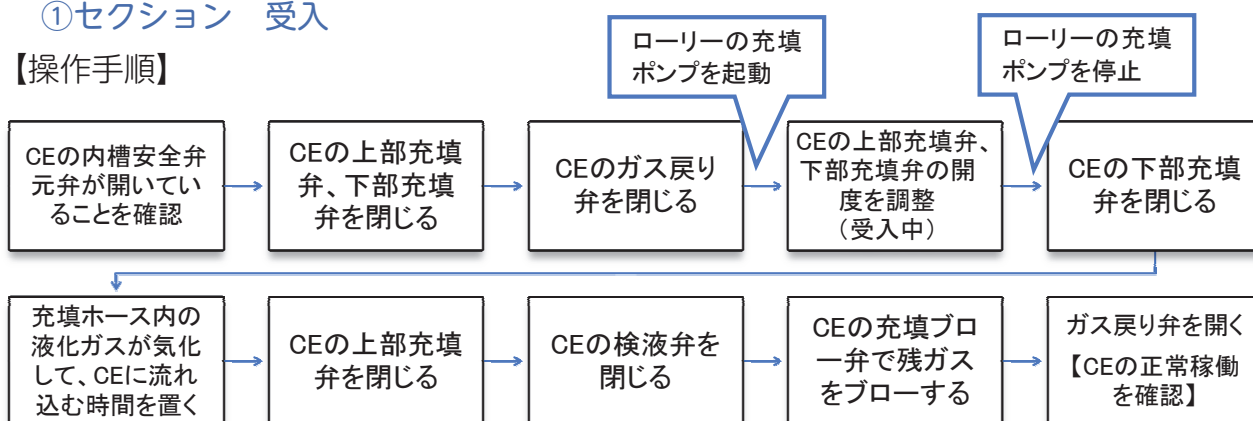 ①セクション　受入
【操作手順】
ローリーの充填
ポンプを起動
ローリーの充填
ポンプを停止
CEの内槽安全弁
元弁が開いてい
ることを確認
CEの上部充填
弁、下部充填
弁を閉じる
CEのガス戻り
弁を閉じる
CEの上部充填弁、
下部充填弁の開
度を調整
（受入中）
CEの下部充填
弁を閉じる
充填ホース内の
液化ガスが気化
して、CEに流れ
込む時間を置く
CEの上部充填
弁を閉じる
CEの検液弁を
閉じる
CEの充填ブロ
ー弁で残ガス
をブローする
ガス戻り弁を開く
【CEの正常稼働
を確認】